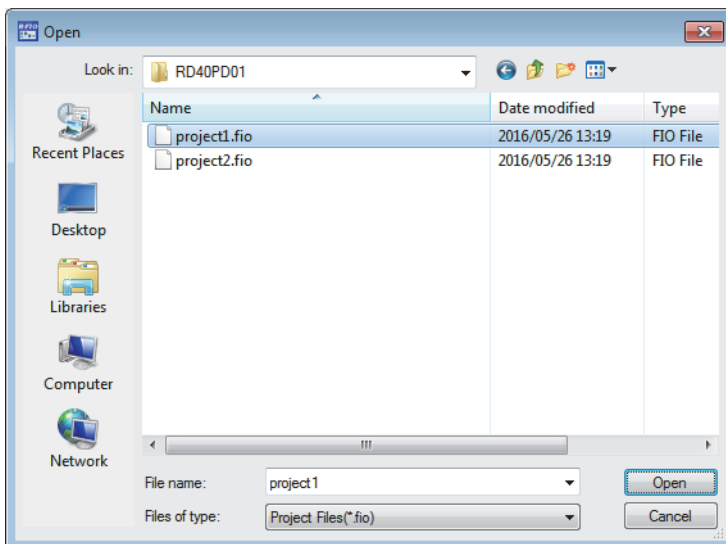 Open
Look in: RD40PD01
Name Date modified Type
project1.fio 2016/05/26 13:19 FIO File
project2.fio 2016/05/26 13:19 FIO File
Recent Places
Desktop
Libraries
Computer
Network
File name: project1 Open
Files of type: Project Files(*.fio) Cancel